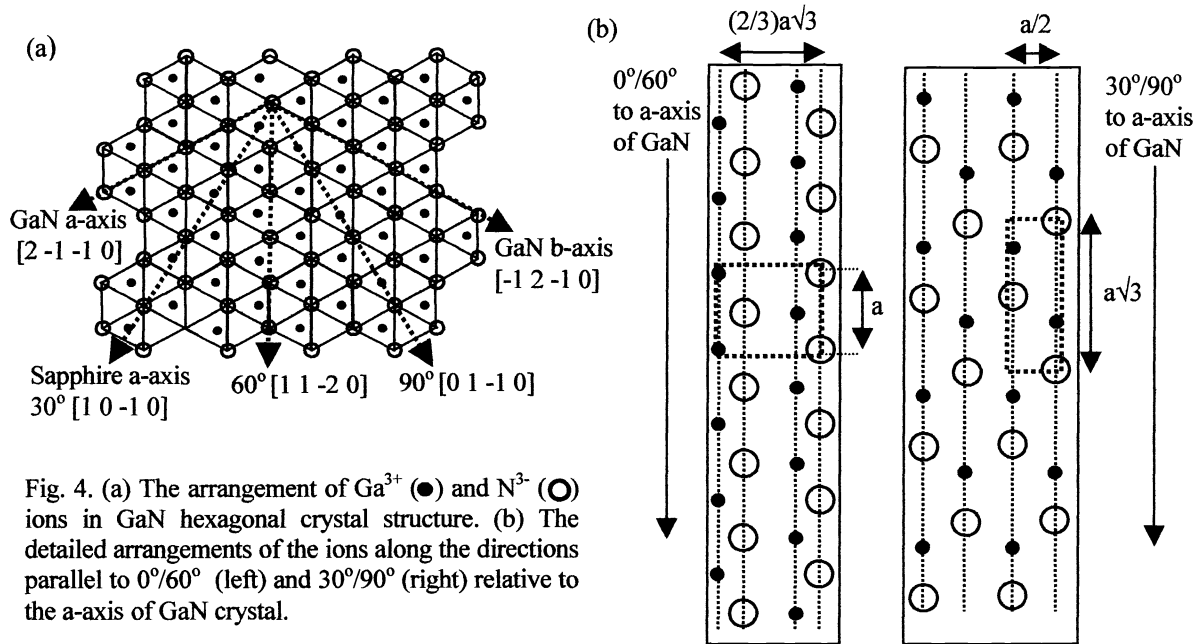 (a)
GaN a-axis
[2 -1 -1 0]
GaN b-axis
[-1 2 -1 0]
Sapphire a-axis
30° [1 0 -1 0]
60° [1 1 -2 0]
90° [0 1 -1 0]
Fig. 4. (a) The arrangement of Ga³⁺ (●) and N³⁻ (O)
ions in GaN hexagonal crystal structure. (b) The
detailed arrangements of the ions along the directions
parallel to 0°/60° (left) and 30°/90° (right) relative to
the a-axis of GaN crystal.
(b)
(2/3)a√3
0°/60°
to a-axis
of GaN
a
a/2
30°/90°
to a-axis
of GaN
a√3